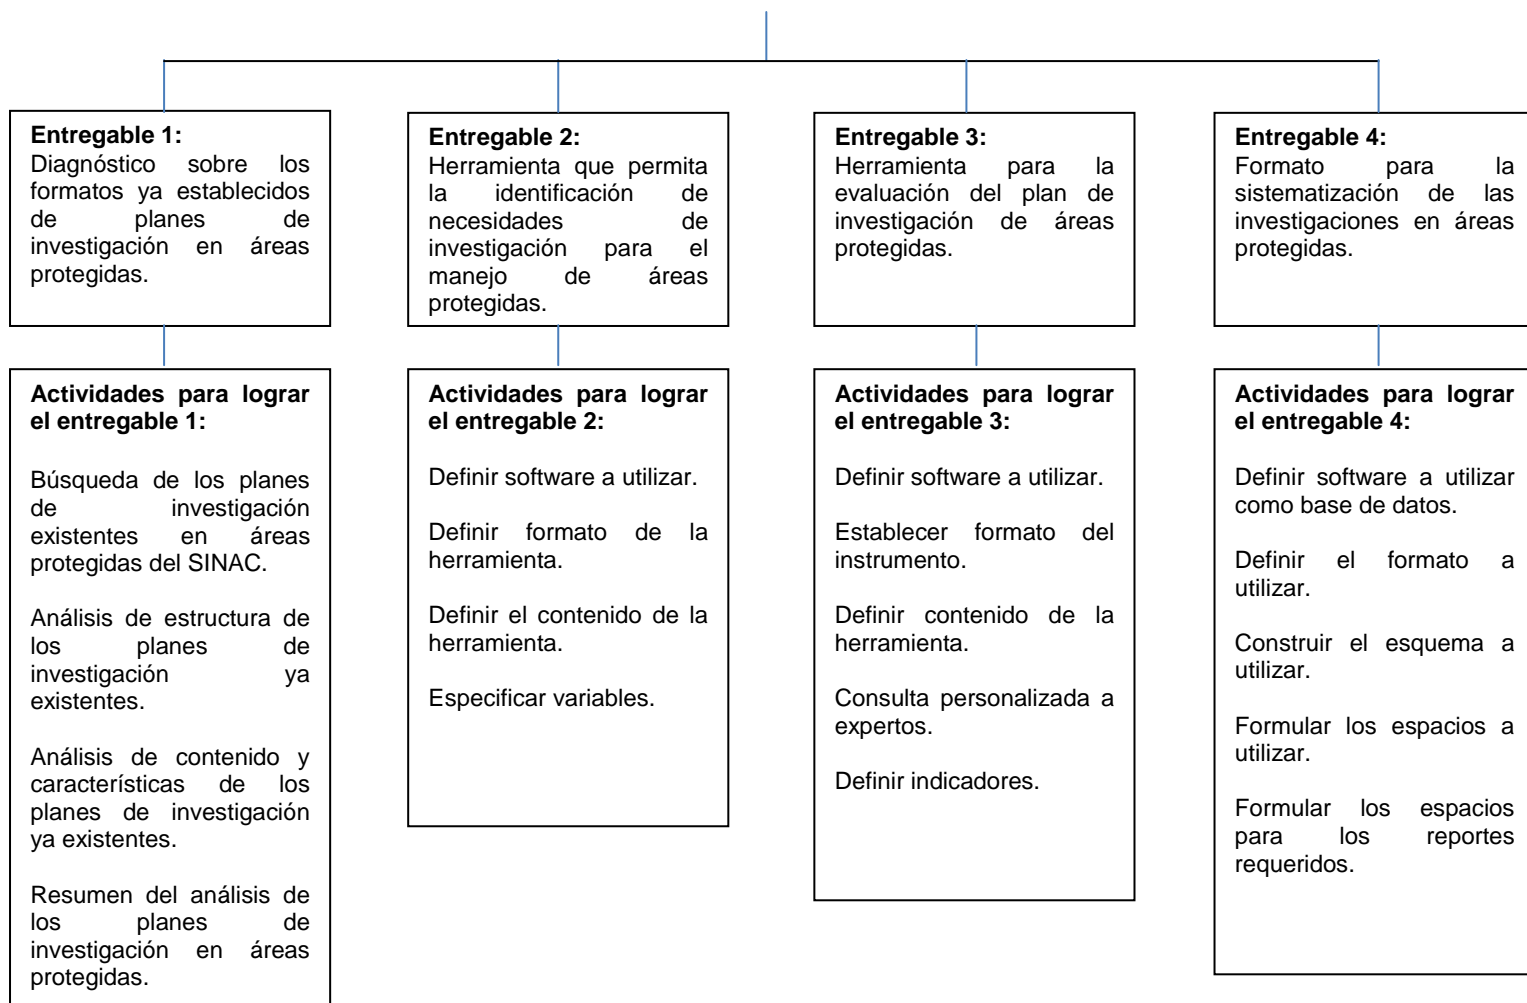 Entregable 1:
Diagnóstico sobre los
formatos ya establecidos
de planes de
investigación en áreas
protegidas.
Entregable 2:
Herramienta que permita
la identificación de
necesidades de
investigación para el
manejo de áreas
protegidas.
Entregable 3:
Herramienta para la
evaluación del plan de
investigación de áreas
protegidas.
Entregable 4:
Formato para la
sistematización de las
investigaciones en áreas
protegidas.
Actividades para lograr
el entregable 1:
Búsqueda de los planes
de investigación
existentes en áreas
protegidas del SINAC.
Análisis de estructura de
los planes de
investigación ya
existentes.
Análisis de contenido y
características de los
planes de investigación
ya existentes.
Resumen del análisis de
los planes de
investigación en áreas
protegidas.
Actividades para lograr
el entregable 2:
Definir software a utilizar.
Definir formato de la
herramienta.
Definir el contenido de la
herramienta.
Especificar variables.
Actividades para lograr
el entregable 3:
Definir software a utilizar.
Establecer formato del
instrumento.
Definir contenido de la
herramienta.
Consulta personalizada a
expertos.
Definir indicadores.
Actividades para lograr
el entregable 4:
Definir software a utilizar
como base de datos.
Definir el formato a
utilizar.
Construir el esquema a
utilizar.
Formular los espacios a
utilizar.
Formular los espacios
para los reportes
requeridos.